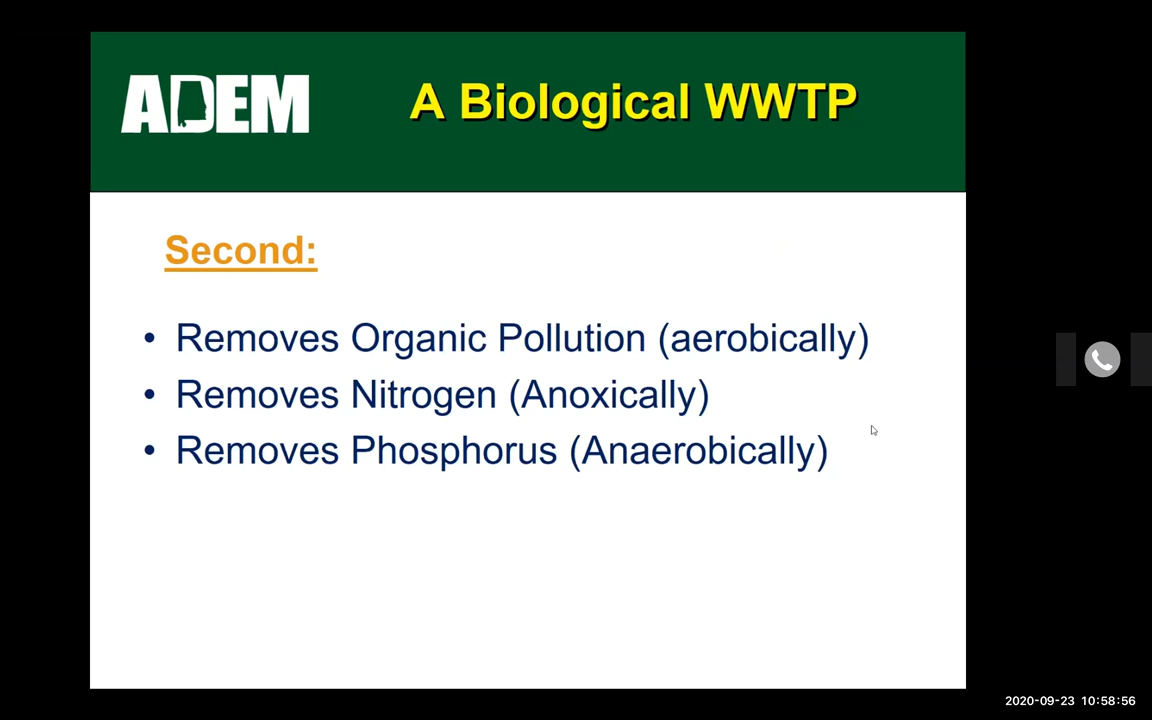 ADEM
A Biological WWTP
Second:
• Removes Organic Pollution (aerobically)
• Removes Nitrogen (Anoxically)
• Removes Phosphorus (Anaerobically)
2020-09-23 10:58:56